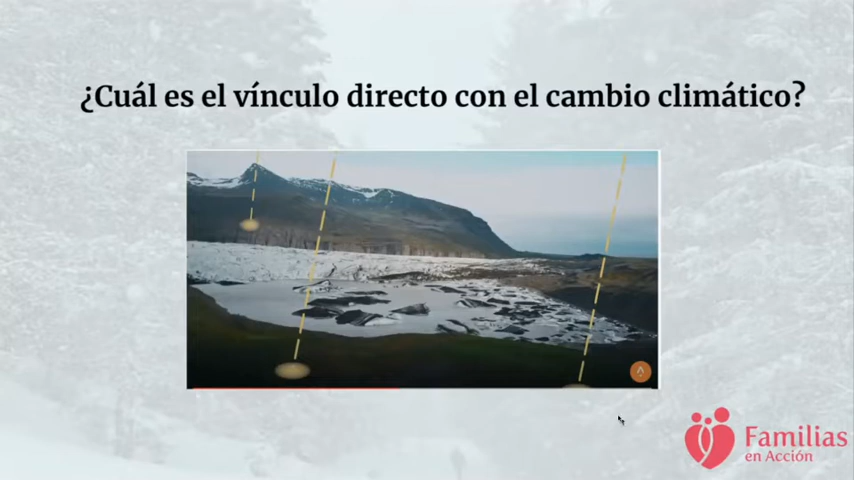 ¿Cuál es el vínculo directo con el cambio climático?
Familias
en Acción